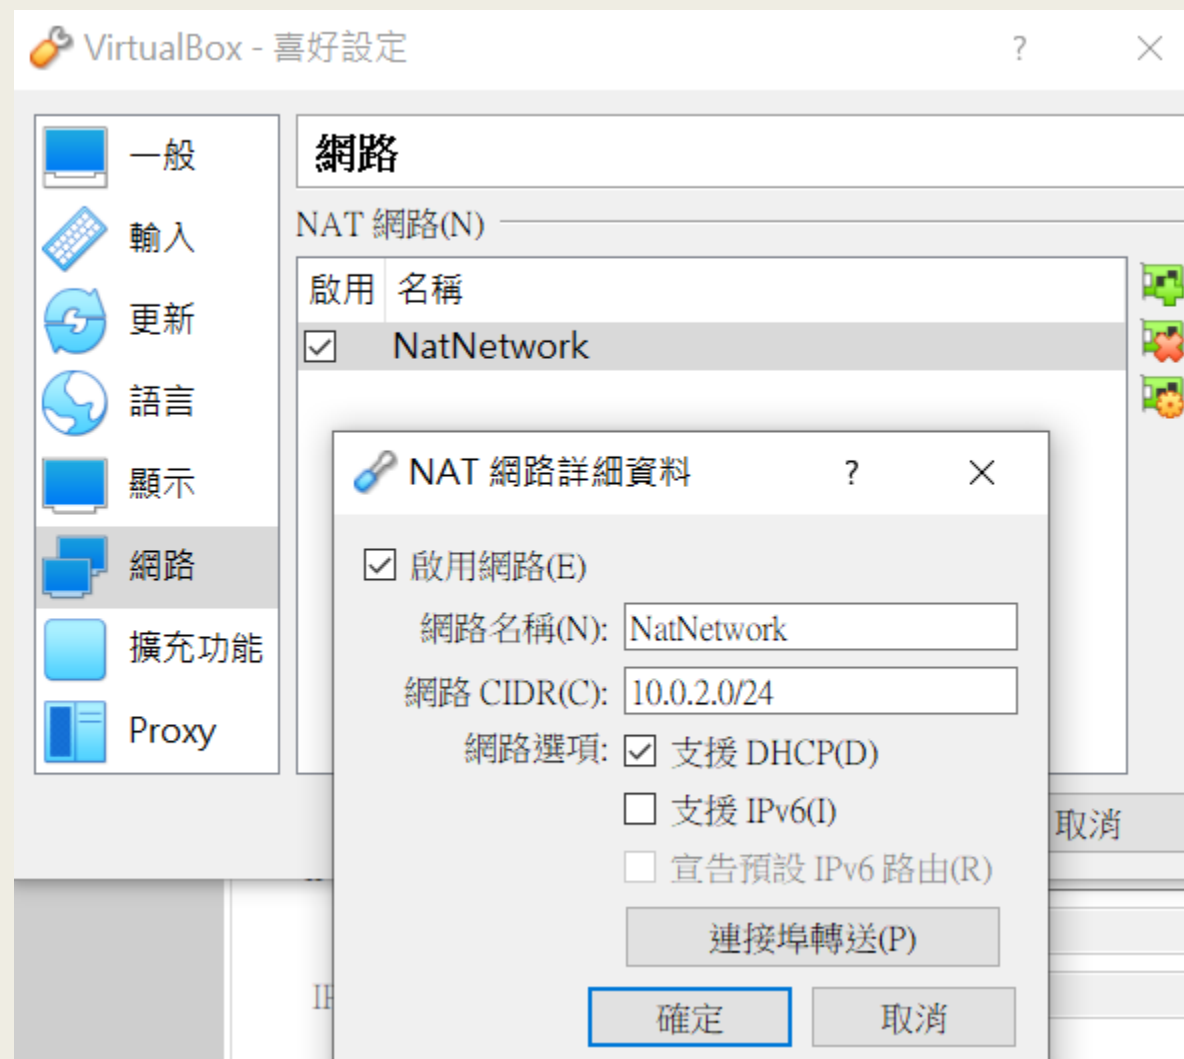 VirtualBox - 喜好設定
一般
輸入
更新
語言
顯示
網路
擴充功能
Proxy
網路
NAT 網路(N)
啟用 名稱
NatNetwork
取消
NAT 網路詳細資料
啟用網路(E)
網路名稱(N): NatNetwork
網路 CIDR(C): 10.0.2.0/24
網路選項: 支援 DHCP(D)
支援 IPv6(I)
宣告預設 IPv6 路由(R)
連接埠轉送(P)
確定 取消